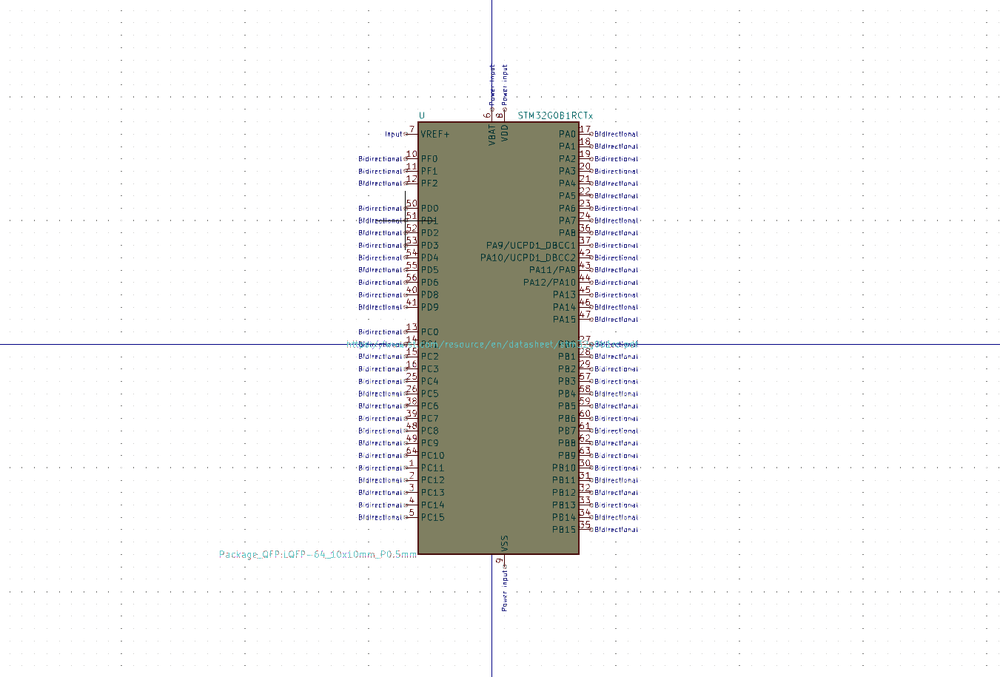 Power input Power input
6 8
U STM32G0B1RCTx
VBAT VDD
Input 7 VREF+ PA0 17 Bidirectional
PA1 18 Bidirectional
Bidirectional 10 PF0 PA2 19 Bidirectional
Bidirectional 11 PF1 PA3 20 Bidirectional
Bidirectional 12 PF2 PA4 21 Bidirectional
PA5 22 Bidirectional
Bidirectional 50 PD0 PA6 23 Bidirectional
Bidirectional 51 PD1 PA7 24 Bidirectional
Bidirectional 52 PD2 PA8 36 Bidirectional
Bidirectional 53 PD3 PA9/UCPD1_DBCC1 37 Bidirectional
Bidirectional 54 PD4 PA10/UCPD1_DBCC2 42 Bidirectional
Bidirectional 55 PD5 PA11/PA9 43 Bidirectional
Bidirectional 56 PD6 PA12/PA10 44 Bidirectional
Bidirectional 40 PD8 PA13 45 Bidirectional
Bidirectional 41 PD9 PA14 46 Bidirectional
PA15 47 Bidirectional
Bidirectional 13 PC0
14 /resource/en/datasheet/ 27
Bidirectional 15 PC2 PB1 28 Bidirectional
Bidirectional 16 PC3 PB2 29 Bidirectional
Bidirectional 25 PC4 PB3 57 Bidirectional
Bidirectional 26 PC5 PB4 58 Bidirectional
Bidirectional 38 PC6 PB5 59 Bidirectional
Bidirectional 39 PC7 PB6 60 Bidirectional
Bidirectional 48 PC8 PB7 61 Bidirectional
Bidirectional 49 PC9 PB8 62 Bidirectional
Bidirectional 64 PC10 PB9 63 Bidirectional
Bidirectional 1 PC11 PB10 30 Bidirectional
Bidirectional 2 PC12 PB11 31 Bidirectional
Bidirectional 3 PC13 PB12 32 Bidirectional
Bidirectional 4 PC14 PB13 33 Bidirectional
Bidirectional 5 PC15 PB14 34 Bidirectional
PB15 35 Bidirectional
VSS
Package_QFP:LQFP-64_10x10mm_P0.5mm
9
Power input